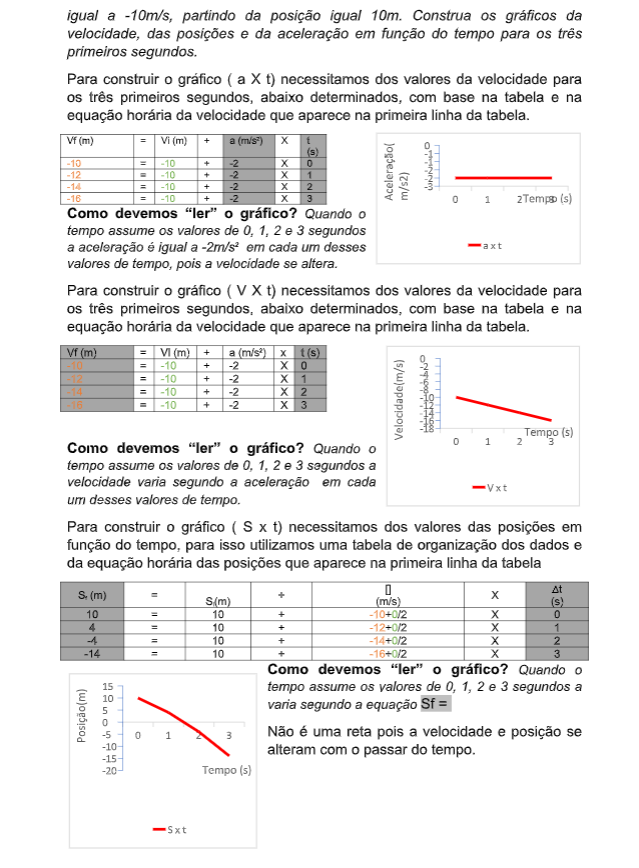 igual a -10m/s, partindo da posição igual 10m. Construa os gráficos da
velocidade, das posições e da aceleração em função do tempo para os três
primeiros segundos.
Para construir o gráfico ( a X t) necessitamos dos valores da velocidade para
os três primeiros segundos, abaixo determinados, com base na tabela e na
equação horária da velocidade que aparece na primeira linha da tabela.
Vf (m) = Vi (m) + a (m/s²) X t (s)
-10 = -10 + -2 X 0
-12 = -10 + -2 X 1
-14 = -10 + -2 X 2
-16 = -10 + -2 X 3
Aceleração(
m/s2)
0
-1
-1
-2
-2
-3
-3
0 1 2 3
Tempo (s)
a x t
Como devemos “ler” o gráfico? Quando o
tempo assume os valores de 0, 1, 2 e 3 segundos
a aceleração é igual a -2m/s² em cada um desses
valores de tempo, pois a velocidade se altera.
Para construir o gráfico ( V X t) necessitamos dos valores da velocidade para
os três primeiros segundos, abaixo determinados, com base na tabela e na
equação horária da velocidade que aparece na primeira linha da tabela.
Vf (m) = VI (m) + a (m/s²) x t (s)
-10 = -10 + -2 X 0
-12 = -10 + -2 X 1
-14 = -10 + -2 X 2
-16 = -10 + -2 X 3
Velocidade(m/s)
0
-2
-4
-6
-8
-10
-12
-14
-16
-18
0 1 2 3
Tempo (s)
V x t
Como devemos “ler” o gráfico? Quando o
tempo assume os valores de 0, 1, 2 e 3 segundos a
velocidade varia segundo a aceleração em cada
um desses valores de tempo.
Para construir o gráfico ( S x t) necessitamos dos valores das posições em
função do tempo, para isso utilizamos uma tabela de organização dos dados e
da equação horária das posições que aparece na primeira linha da tabela
(m) = Sᵢ(m) + (m/s) X Δt (s)
10 = 10 + -10+0/2 X 0
4 = 10 + -12+0/2 X 1
-4 = 10 + -14+0/2 X 2
-14 = 10 + -16+0/2 X 3
Como devemos “ler” o gráfico? Quando o
tempo assume os valores de 0, 1, 2 e 3 segundos a
varia segundo a equação Sf =
Não é uma reta pois a velocidade e posição se
alteram com o passar do tempo.
Posição(m)
15
10
5
0
-5
-10
-15
-20
0 1 2 3
Tempo (s)
S x t